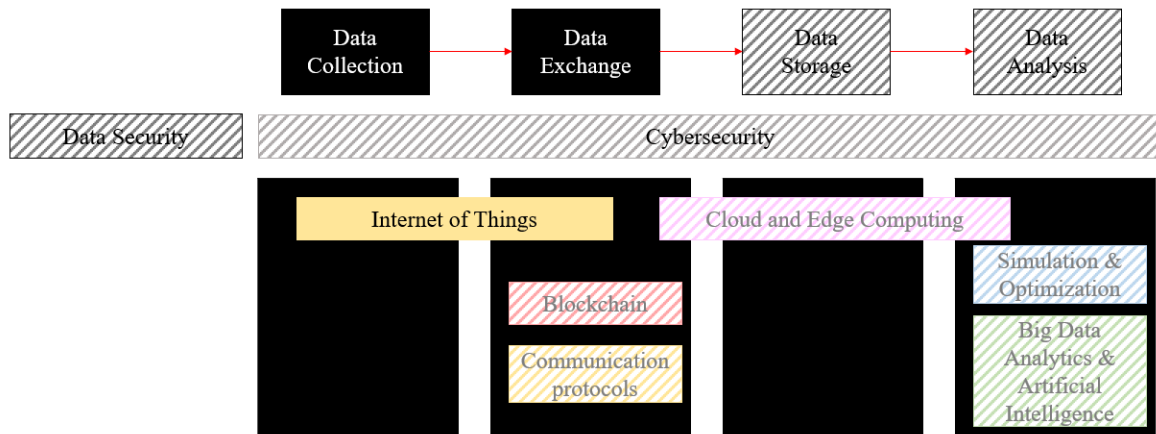 Data
Collection
Data
Exchange
Data
Storage
Data
Analysis
Data Security
Cybersecurity
Internet of Things
Cloud and Edge Computing
Simulation &
Optimization
Blockchain
Big Data
Analytics &
Artificial
Intelligence
Communication
protocols